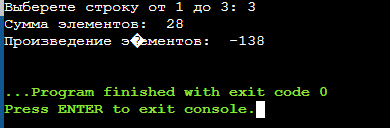 Выберете строку от 1 до 3: 3
Сумма элементов:  28
Произведение э�ементов:  -138
...Program finished with exit code 0
Press ENTER to exit console.